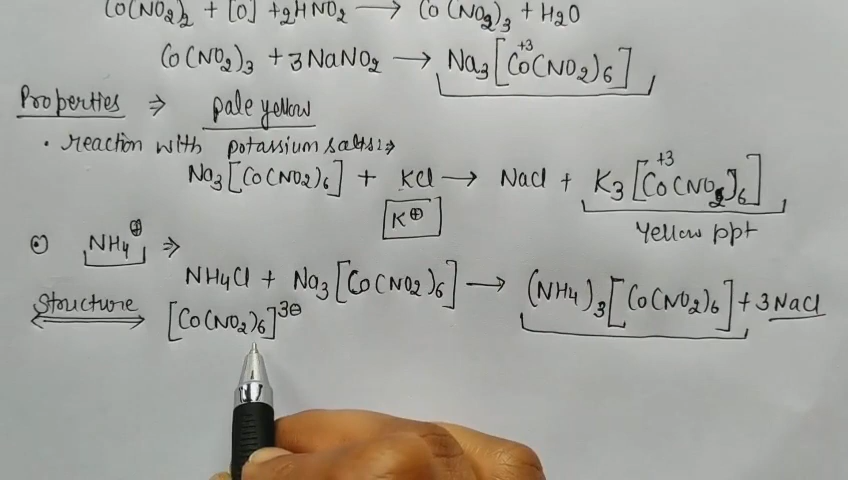 Co(NO₂)₂ + [O] + 2HNO₂ ⟶ Co(NO₂)₃ + H₂O
Co(NO₂)₃ + 3NaNO₂ ⟶ Na₃[Co⁺³(NO₂)₆]
Properties ⇒ pale yellow
• reaction with potassium salts:⇒
Na₃[Co(NO₂)₆] + KCl ⟶ NaCl + K₃[Co⁺³(NO₂)₆]
K⊕ yellow ppt
NH₄⊕ ⇒
NH₄Cl + Na₃[Co(NO₂)₆] ⟶ (NH₄)₃[Co(NO₂)₆] + 3NaCl
Structure [Co(NO₂)₆]³⊖